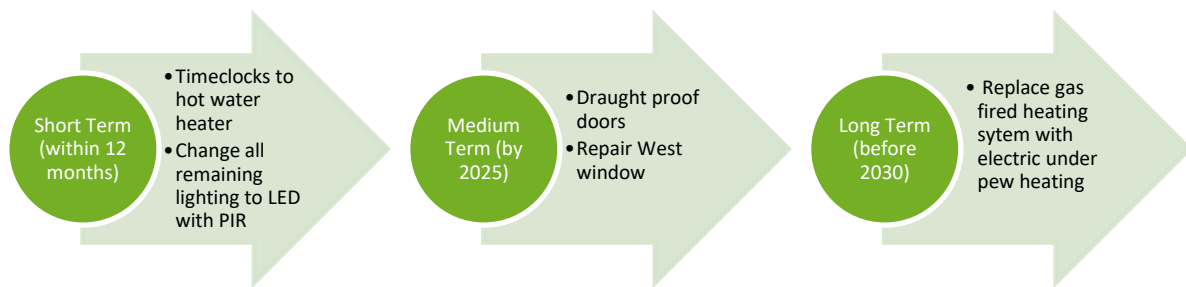 Short Term
(within 12
months)
•Timeclocks to
hot water
heater
•Change all
remaining
lighting to LED
with PIR
Medium
Term (by
2025)
•Draught proof
doors
•Repair West
window
Long Term
(before
2030)
• Replace gas
fired heating
sytem with
electric under
pew heating